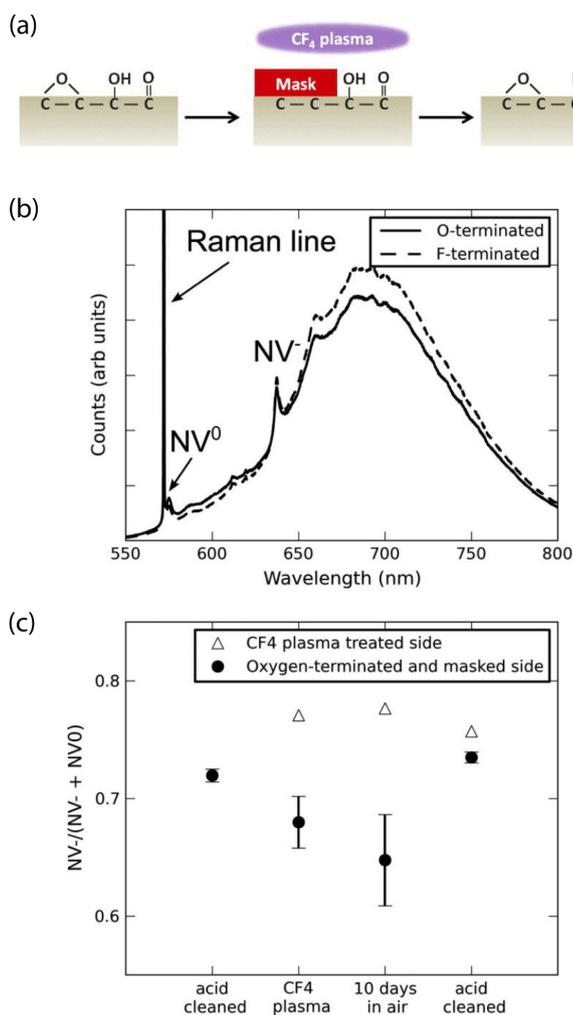 (a)
CF4 plasma
O OH O
C — C — C — C
Mask OH O
C — C — C — C
O
C — C — C
(b)
Raman line
NV0
NV-
O-terminated
F-terminated
Counts (arb units)
550 600 650 700 750 800
Wavelength (nm)
(c)
CF4 plasma treated side
Oxygen-terminated and masked side
NV-/(NV- + NV0)
0.8
0.7
0.6
acid cleaned
CF4 plasma
10 days in air
acid cleaned